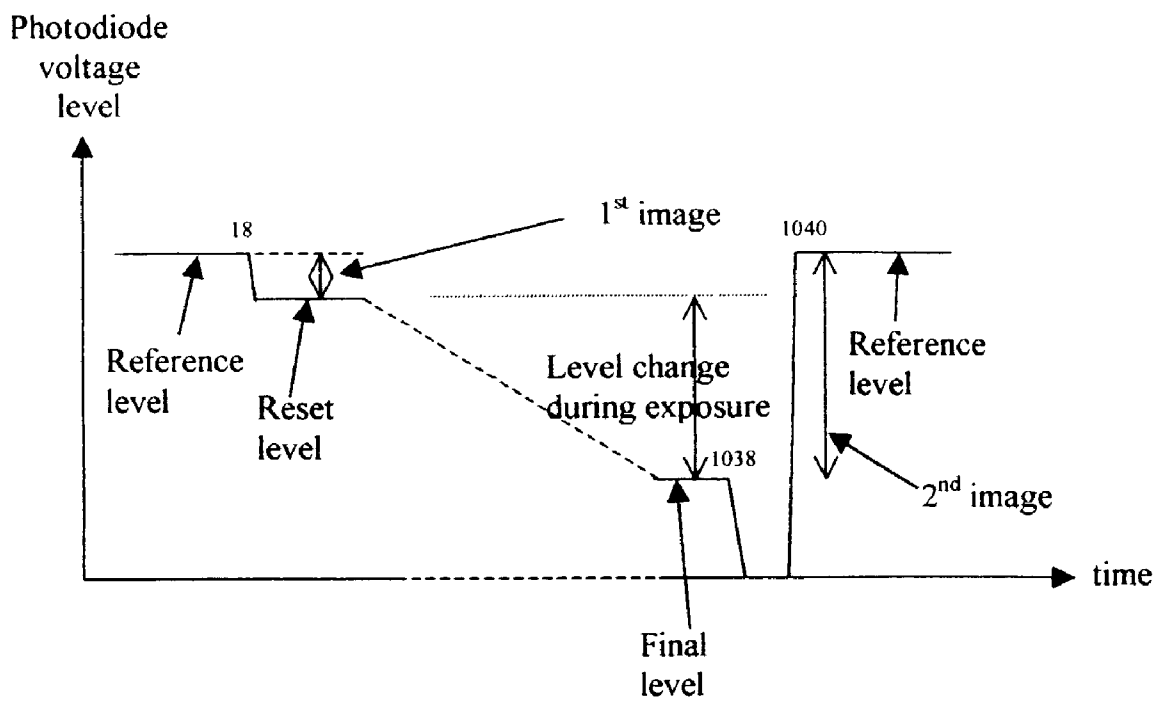 Photodiode
voltage
level
18
1st image
1040
Reference
level
Reset
level
Level change
during exposure
1038
Reference
level
2nd image
time
Final
level